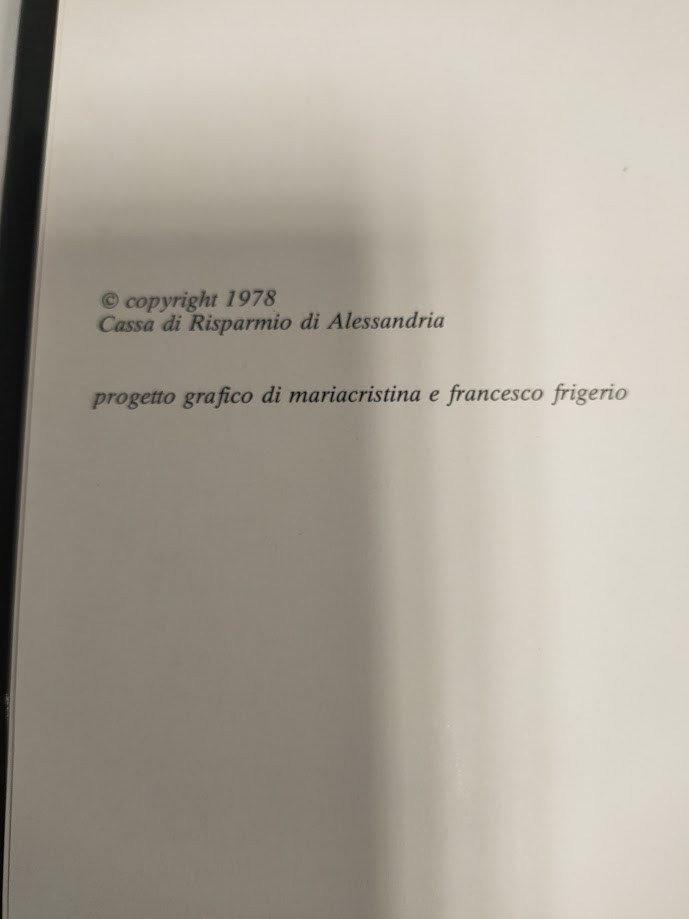 © copyright 1978
Cassa di Risparmio di Alessandria
progetto grafico di mariacristina e francesco frigerio